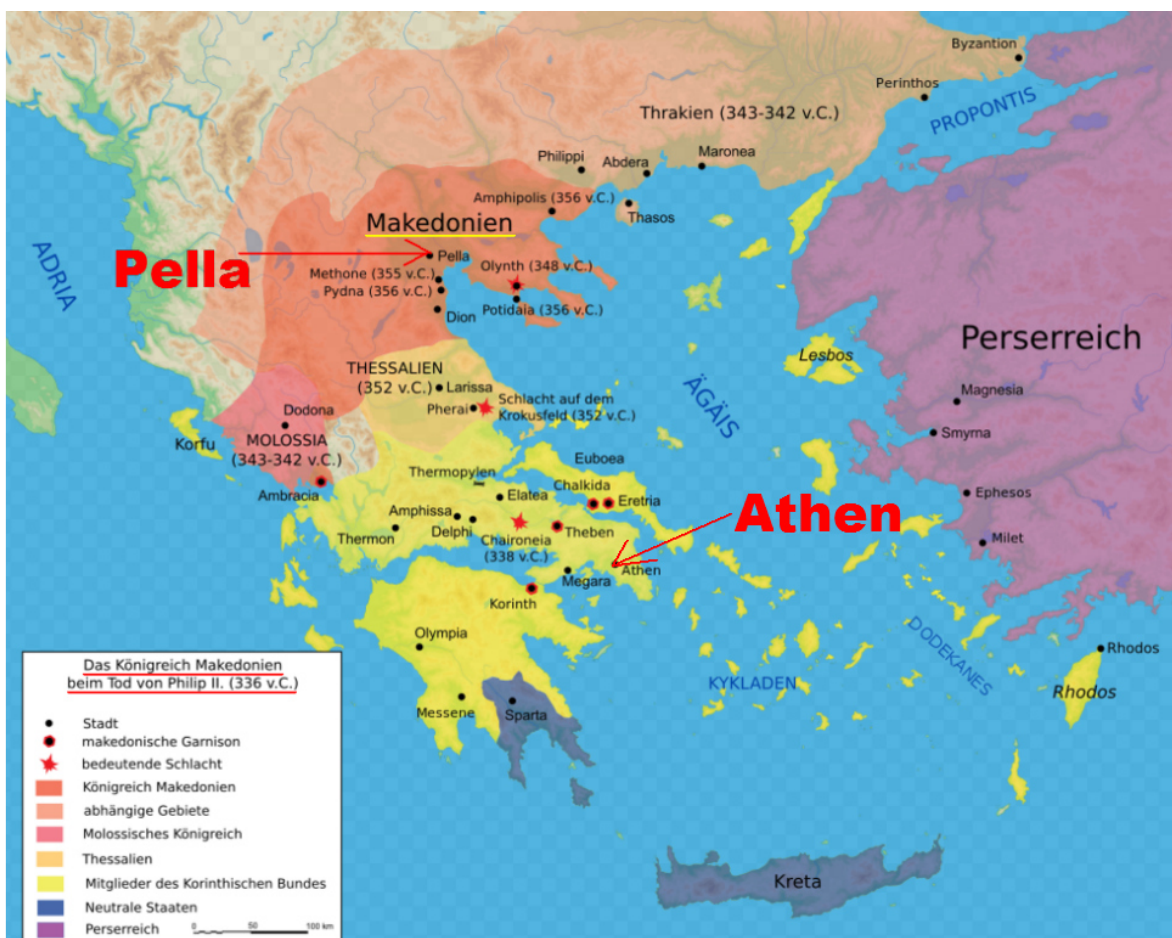 Byzantion
Perinthos
PROPONTIS
Thrakien (343-342 v.C.)
Philippi
Abdera
Maronea
Amphipolis (356 v.C.)
Thasos
Makedonien
ADRIA
Pella
Pella
Methone (355 v.C.)
Olynth (348 v.C.)
Pydna (356 v.C.)
Potidaia (356 v.C.)
Dion
Perserreich
THESSALIEN
(352 v.C.)
Larissa
Lesbos
ÄGÄIS
Pherai
Schlacht auf dem
Krokusfeld (352 v.C.)
Magnesia
Dodona
Korfu
MOLOSSIA
(343-342 v.C.)
Smyrna
Euboea
Thermopylen
Chalkida
Ambracia
Elatea
Eretria
Ephesos
Amphissa
Athen
Thermon
Delphi
Theben
Chaironeia
(338 v.C.)
Milet
Megara
Athen
Korinth
DODEKANES
Olympia
Rhodos
KYKLADEN
Rhodos
Messene
Sparta
Kreta
Das Königreich Makedonien
beim Tod von Philip II. (336 v.C.)
Stadt
makedonische Garnison
bedeutende Schlacht
Königreich Makedonien
abhängige Gebiete
Molossisches Königreich
Thessalien
Mitglieder des Korinthischen Bundes
Neutrale Staaten
Perserreich
0 50 100 km